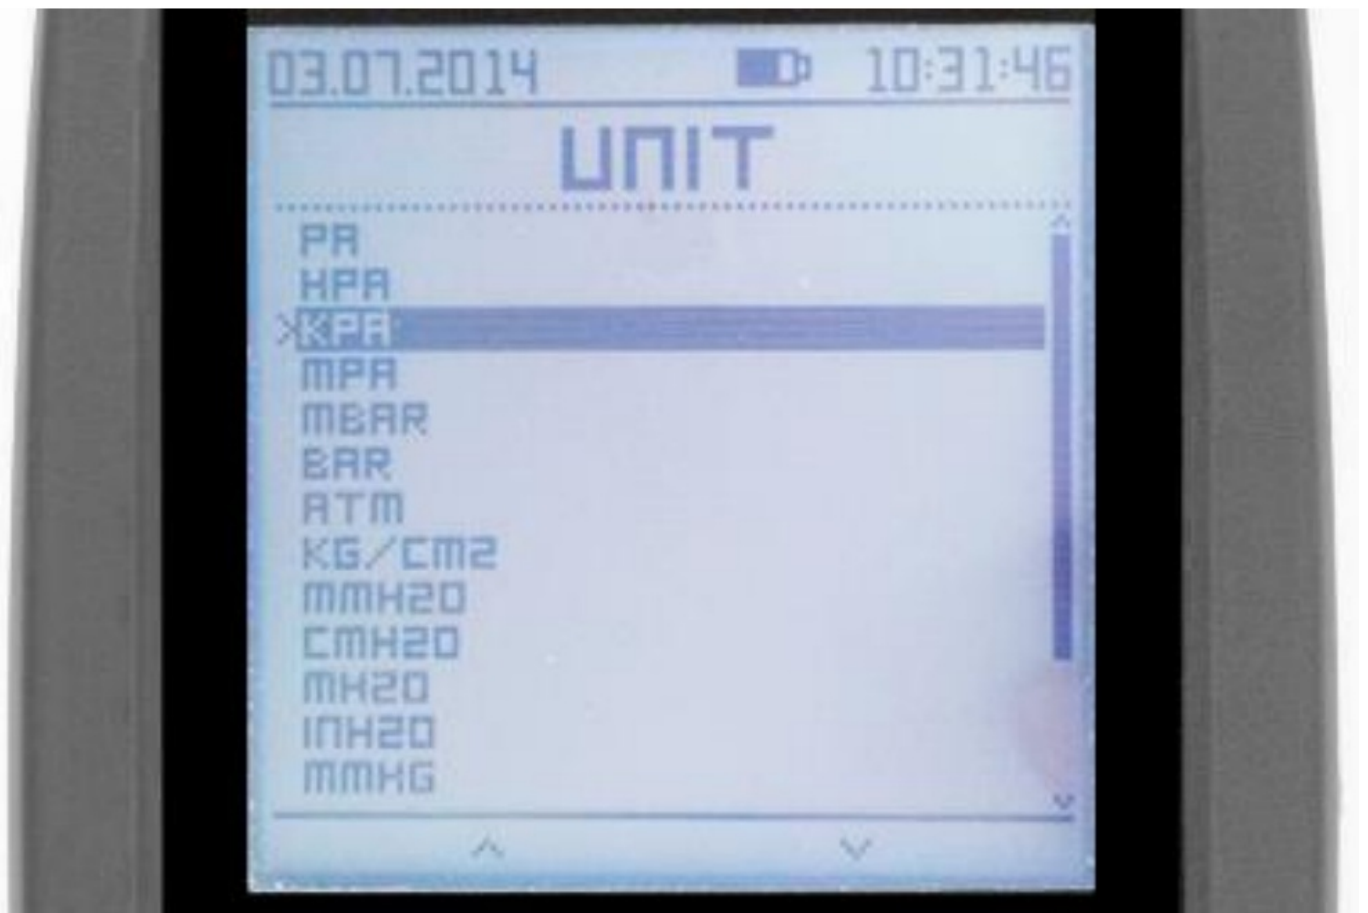 03.07.2014 10:31:46
UNIT
PA
HPA
>KPA
MPA
MBAR
BAR
ATM
KG/CM2
MMH2O
CMH2O
MH2O
INH2O
MMHG